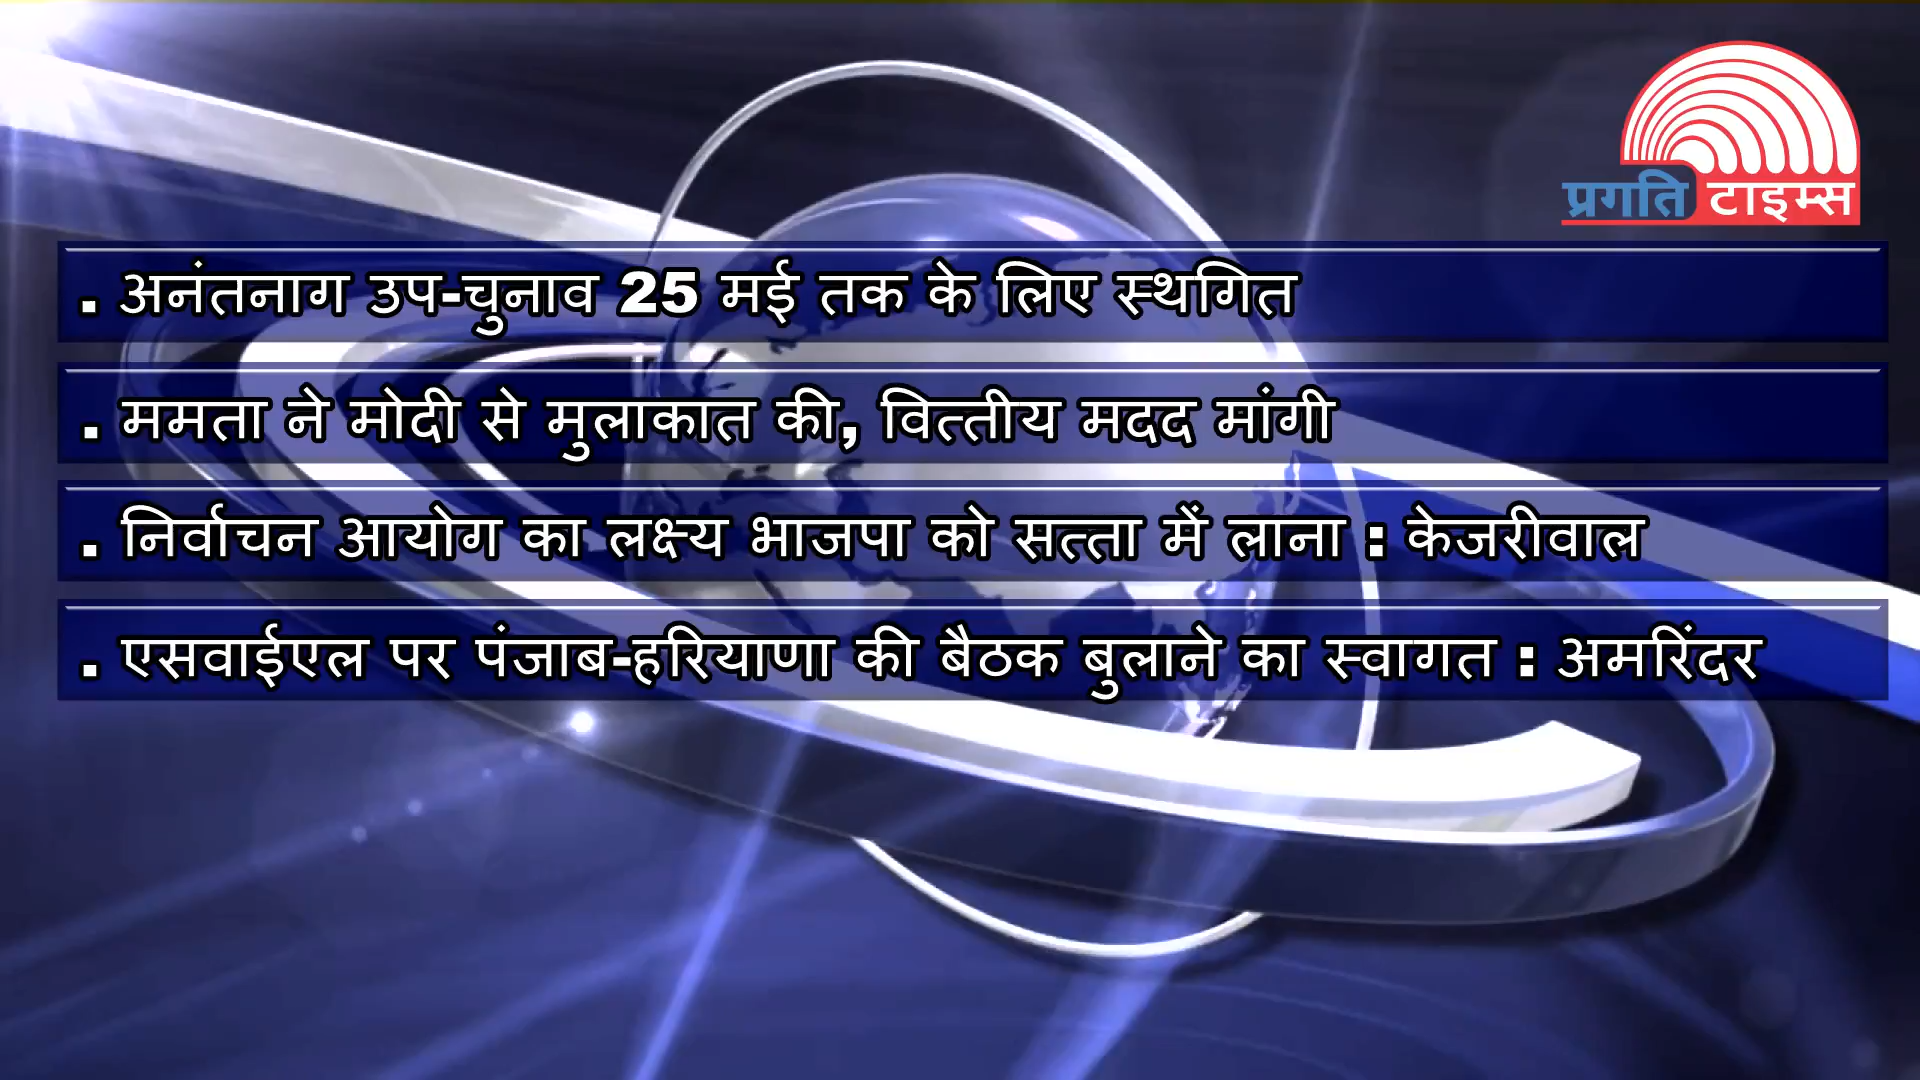 प्रगति टाइम्स
. अनंतनाग उप-चुनाव 25 मई तक के लिए स्थगित
. ममता ने मोदी से मुलाकात की, वित्तीय मदद मांगी
. निर्वाचन आयोग का लक्ष्य भाजपा को सत्ता में लाना : केजरीवाल
. एसवाईएल पर पंजाब-हरियाणा की बैठक बुलाने का स्वागत : अमरिंदर